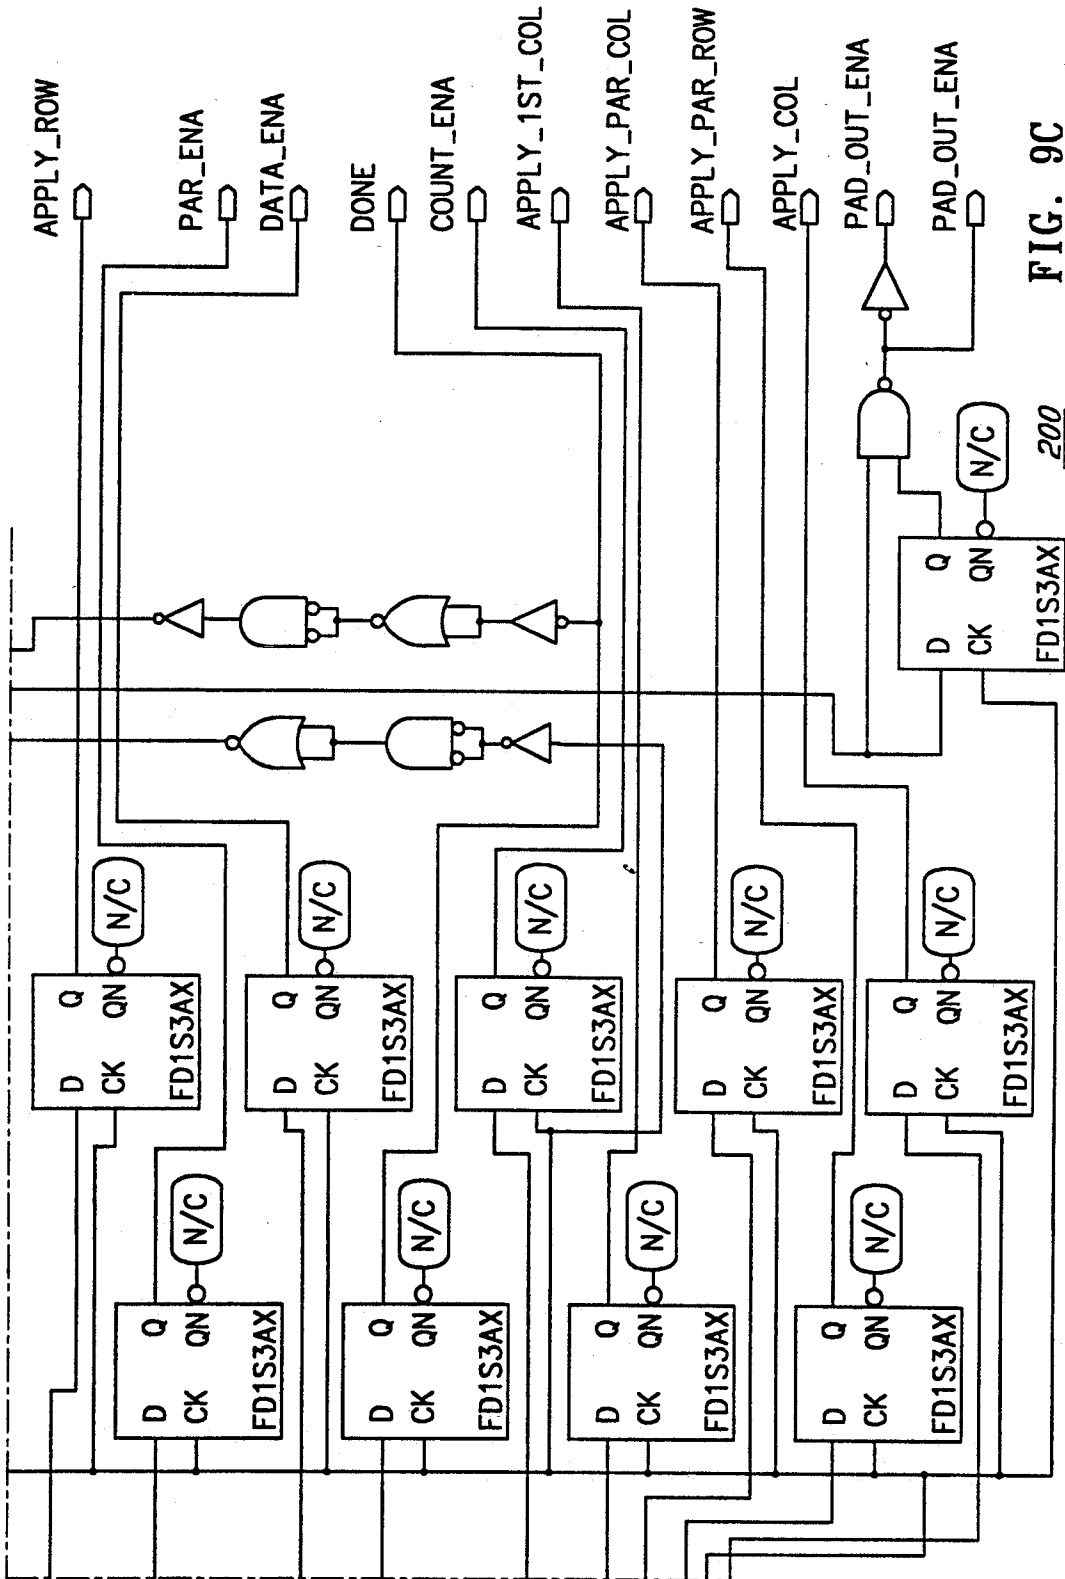 APPLY_ROW
PAR_ENA
DATA_ENA
DONE
COUNT_ENA
APPLY_1ST_COL
APPLY_PAR_COL
APPLY_PAR_ROW
APPLY_COL
PAD_OUT_ENA
PAD_OUT_ENA
D Q
CK QN
FD1S3AX
N/C
D Q
CK QN
FD1S3AX
N/C
D Q
CK QN
FD1S3AX
N/C
D Q
CK QN
FD1S3AX
N/C
D Q
CK QN
FD1S3AX
N/C
D Q
CK QN
FD1S3AX
N/C
D Q
CK QN
FD1S3AX
N/C
D Q
CK QN
FD1S3AX
N/C
D Q
CK QN
FD1S3AX
N/C
D Q
CK QN
FD1S3AX
N/C
200
FIG. 9C